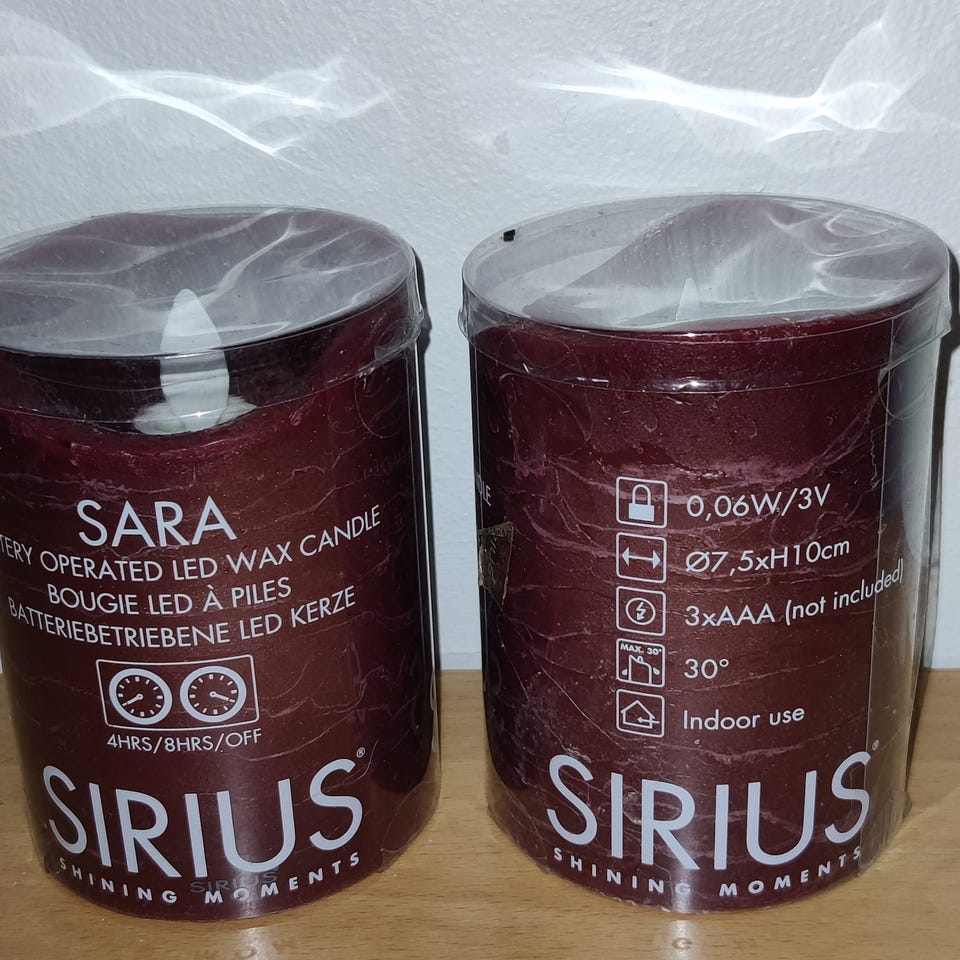 SARA
TERY OPERATED LED WAX CANDLE
BOUGIE LED À PILES
BATTERIEBETRIEBENE LED KERZE
4HRS/8HRS/OFF
SIRIUS®
SHINING MOMENTS
SIRIUS
0,06W/3V
Ø7,5xH10cm
3xAAA (not included)
MAX. 30°
30°
Indoor use
SIRIUS®
SHINING MOMENTS